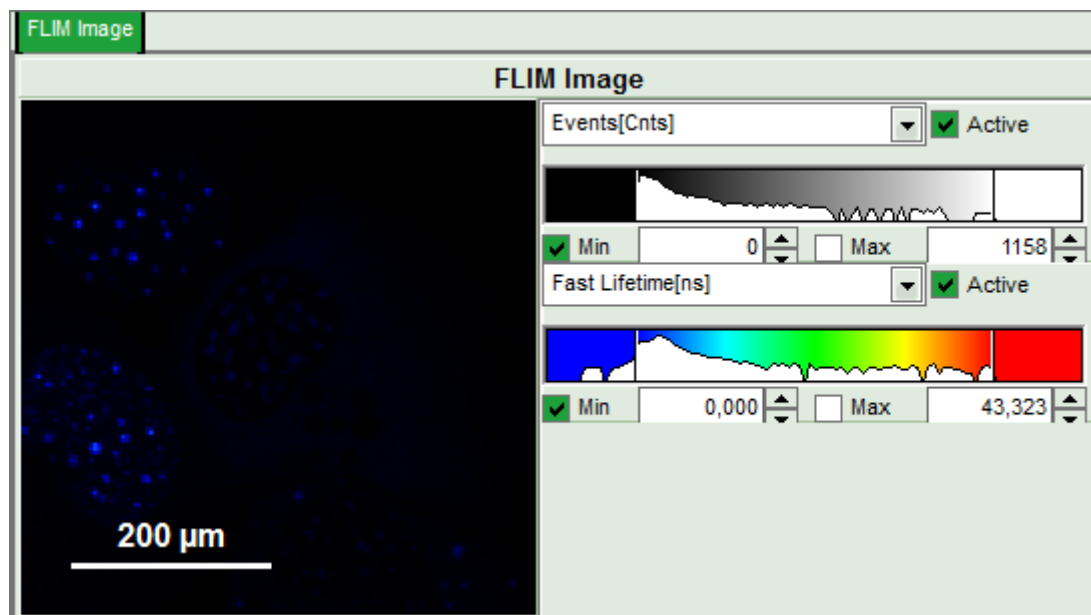 FLIM Image
FLIM Image
Events[Cnts] Active
Min 0 Max 1158
Fast Lifetime[ns] Active
Min 0,000 Max 43,323
200 µm